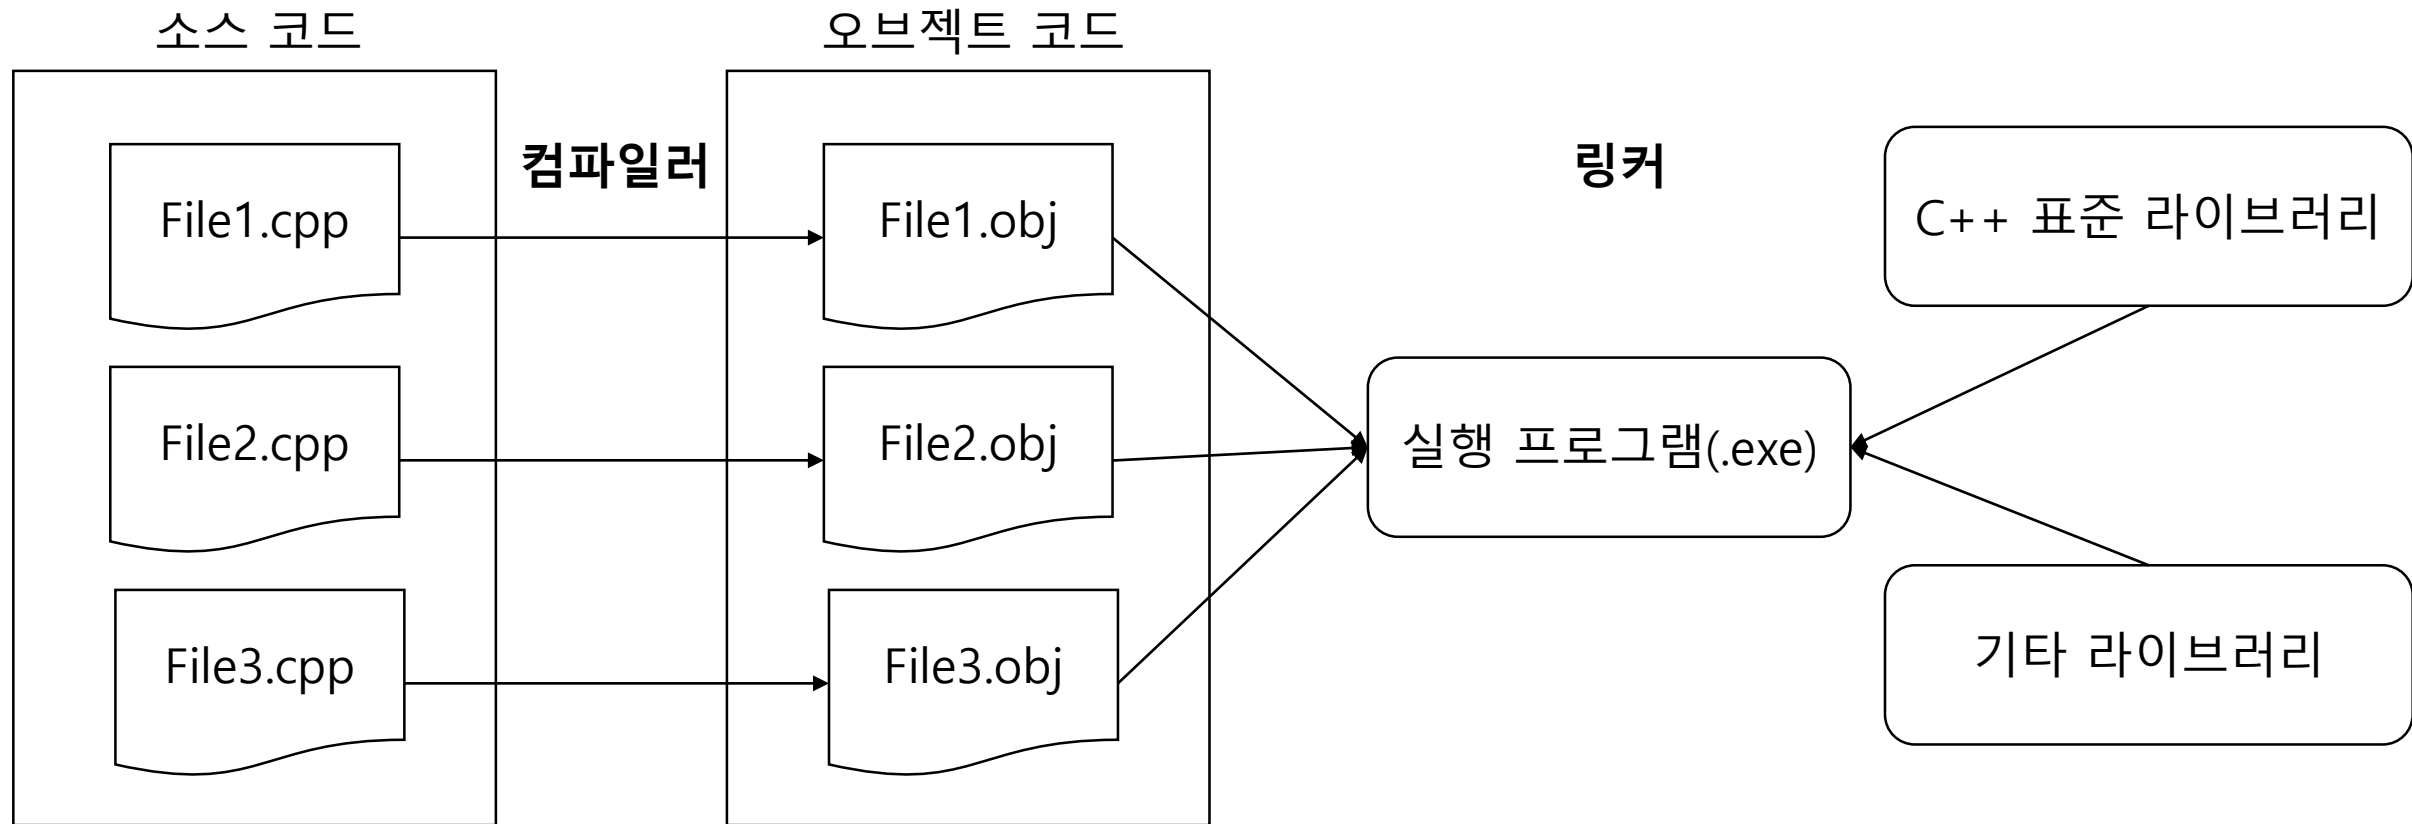 소스 코드
오브젝트 코드
컴파일러
링커
File1.cpp
File1.obj
C++ 표준 라이브러리
File2.cpp
File2.obj
실행 프로그램(.exe)
File3.cpp
File3.obj
기타 라이브러리